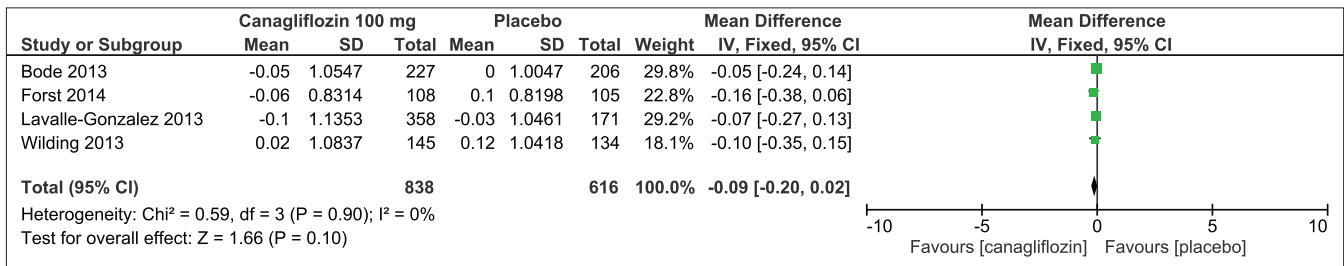 Canagliflozin 100 mg Placebo Mean Difference Mean Difference
Study or Subgroup Mean SD Total Mean SD Total Weight IV, Fixed, 95% CI IV, Fixed, 95% CI
Bode 2013 -0.05 1.0547 227 0 1.0047 206 29.8% -0.05 [-0.24, 0.14]
Forst 2014 -0.06 0.8314 108 0.1 0.8198 105 22.8% -0.16 [-0.38, 0.06]
Lavalle-Gonzalez 2013 -0.1 1.1353 358 -0.03 1.0461 171 29.2% -0.07 [-0.27, 0.13]
Wilding 2013 0.02 1.0837 145 0.12 1.0418 134 18.1% -0.10 [-0.35, 0.15]
Total (95% CI) 838 616 100.0% -0.09 [-0.20, 0.02]
Heterogeneity: Chi² = 0.59, df = 3 (P = 0.90); I² = 0%
Test for overall effect: Z = 1.66 (P = 0.10)
-10 -5 0 5 10
Favours [canagliflozin] Favours [placebo]